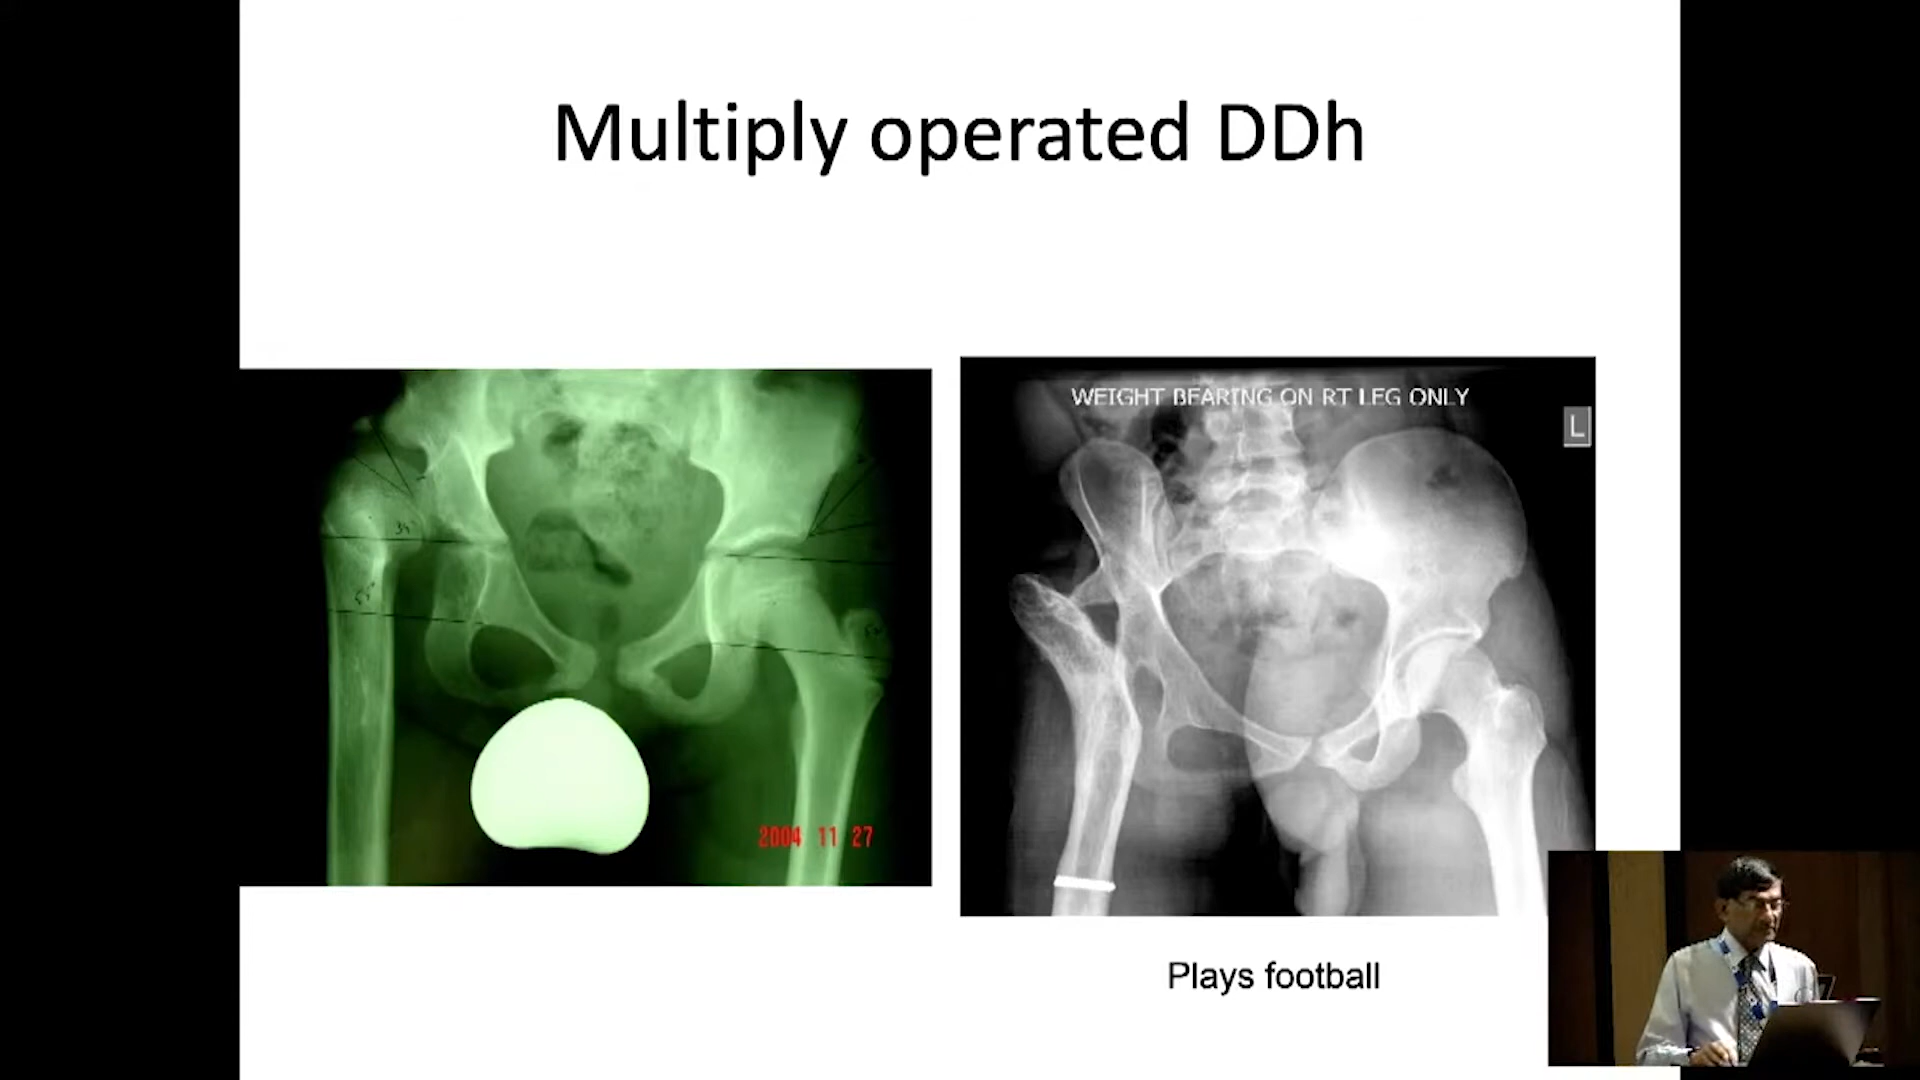 Multiply operated DDh
WEIGHT BEARING ON RT LEG ONLY
L
2004 11 27
Plays football